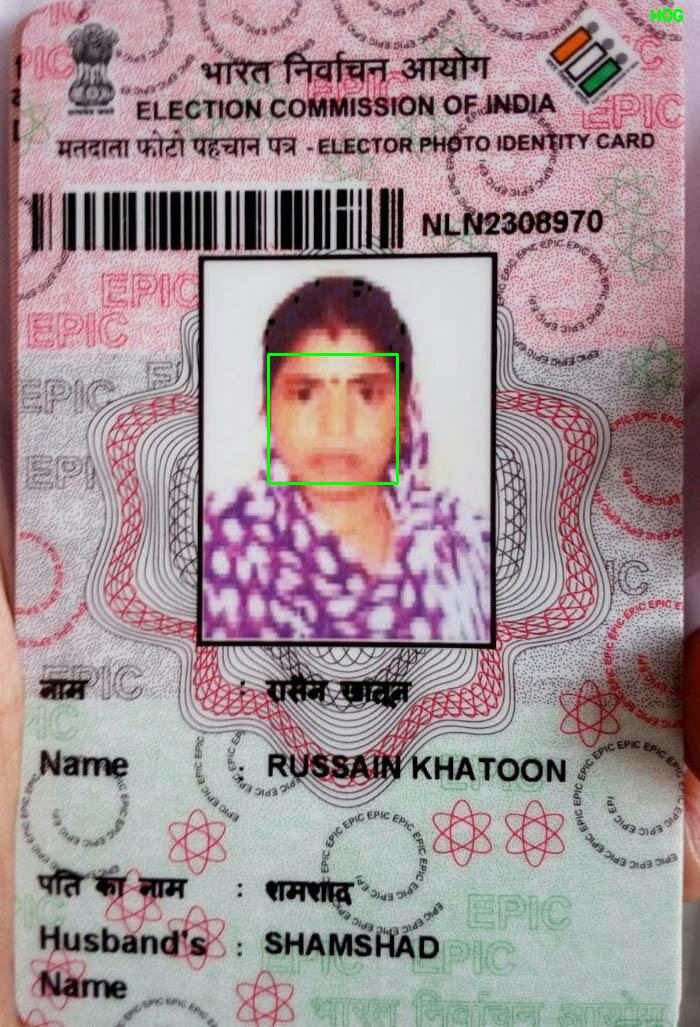 HOG
भारत निर्वाचन आयोग
ELECTION COMMISSION OF INDIA
मतदाता फोटो पहचान पत्र - ELECTOR PHOTO IDENTITY CARD
NLN2308970
नाम : रासैन खातून
Name : RUSSAIN KHATOON
पति का नाम : शमशाद
Husband's : SHAMSHAD
Name
EPIC
भारत निर्वाचन आयोग